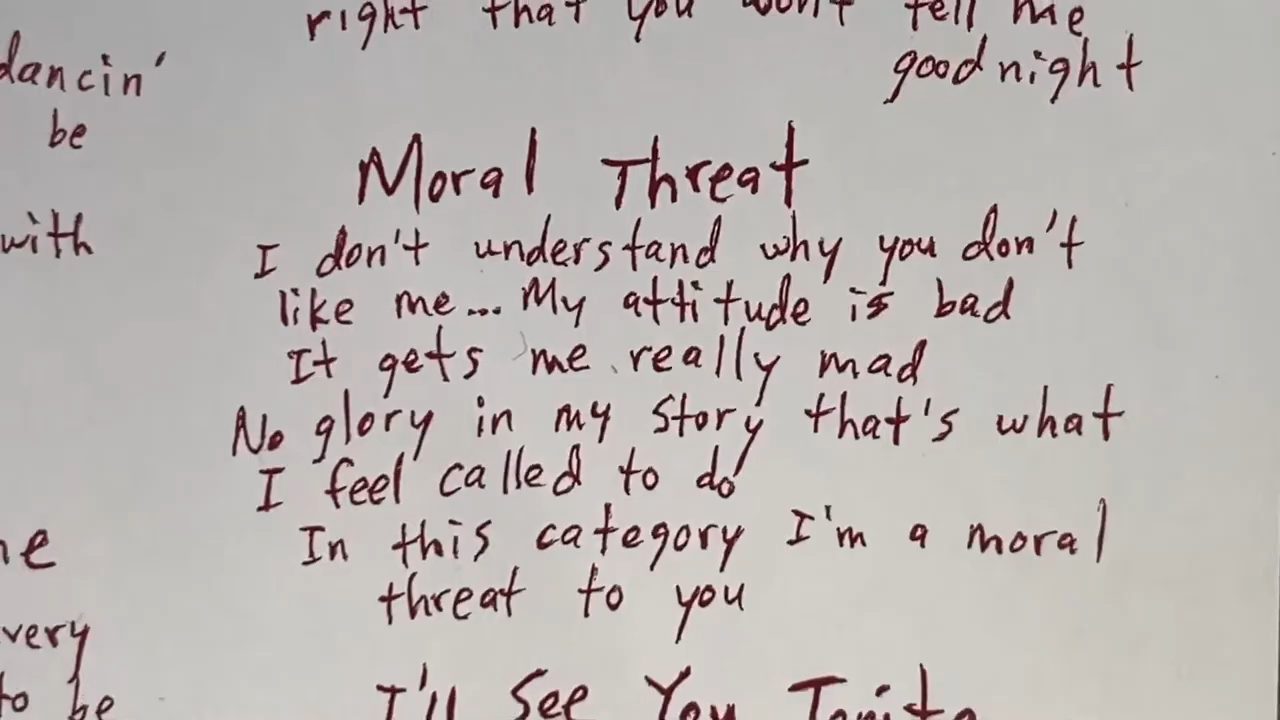 right that you won't tell me
goodnight
dancin'
be
with
Moral Threat
I don't understand why you don't
like me... My attitude is bad
It gets me really mad
No glory in my story that's what
I feel called to do
In this category I'm a moral
threat to you
very
to be
I'll See You Tonite